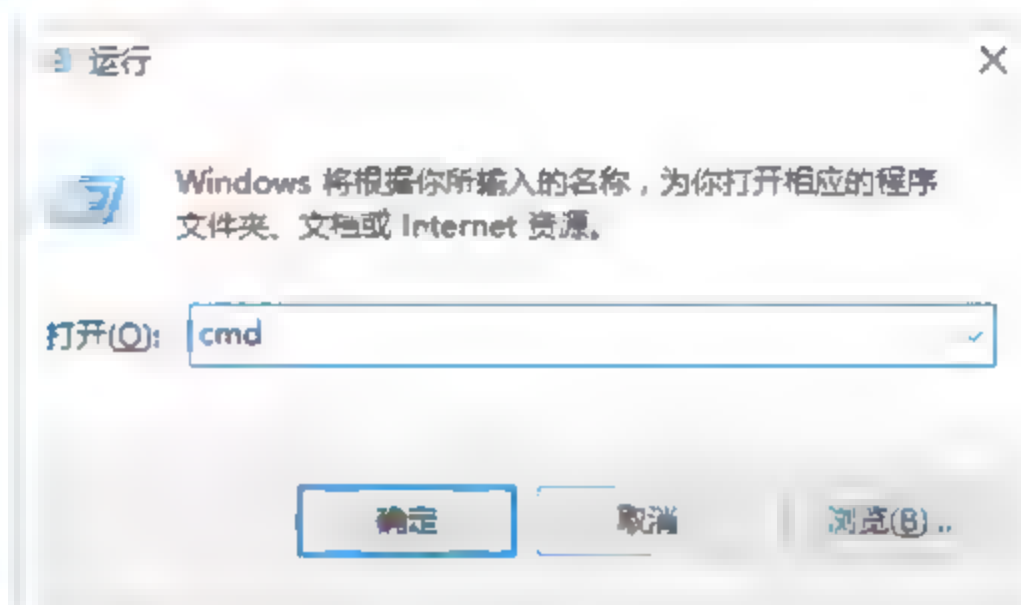 运行
Windows 将根据你所输入的名称，为你打开相应的程序
文件夹、文档或 Internet 资源。
打开(O): cmd
确定 取消 浏览(B)...